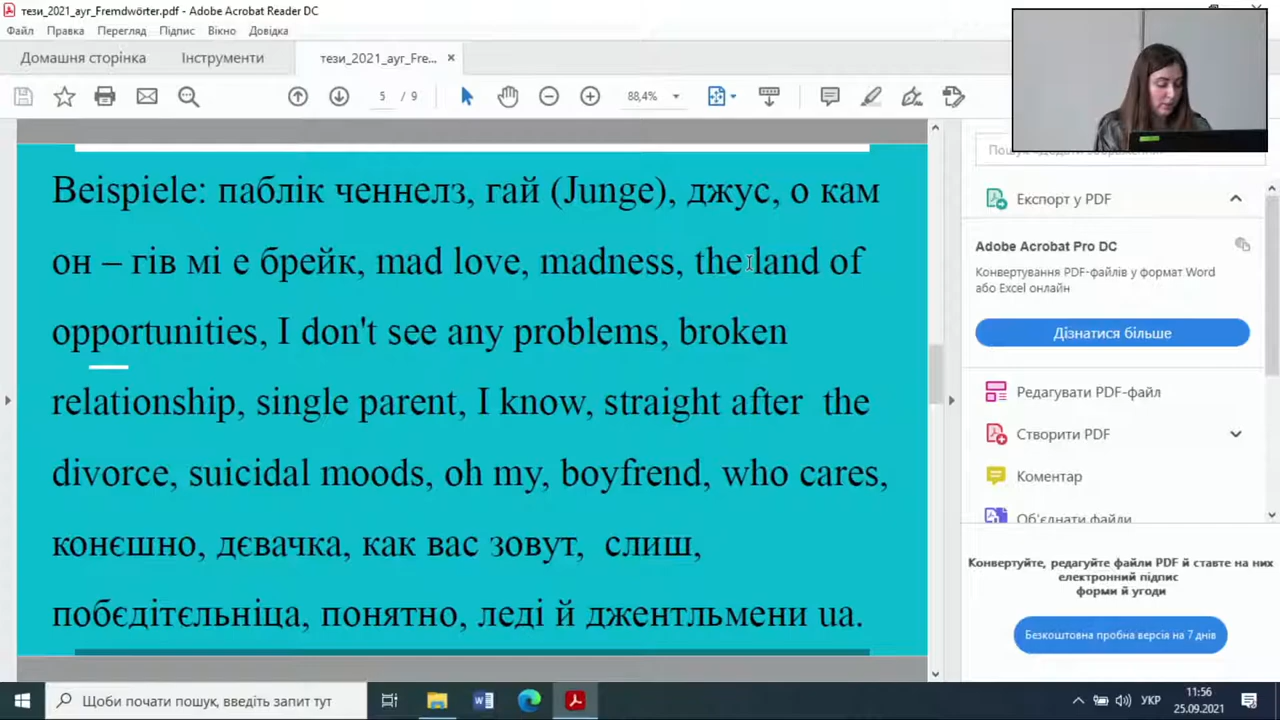 тези_2021_ayr_Fremdwörter.pdf - Adobe Acrobat Reader DC
Файл Правка Перегляд Підпис Вікно Довідка
Домашня сторінка Інструменти тези_2021_ayr_Fre... ×
5 / 9 88,4%
Beispiele: паблік ченнелз, гай (Junge), джус, о кам
он – гів мі е брейк, mad love, madness, the land of
opportunities, I don't see any problems, broken
relationship, single parent, I know, straight after the
divorce, suicidal moods, oh my, boyfrend, who cares,
конєшно, дєвачка, как вас зовут, слиш,
побєдітєльніца, понятно, леді й джентльмени ua.
Експорт у PDF
Adobe Acrobat Pro DC
Конвертування PDF-файлів у формат Word
або Excel онлайн
Дізнатися більше
Редагувати PDF-файл
Створити PDF
Коментар
Об'єднати файли
Конвертуйте, редагуйте файли PDF й ставте на них
електронний підпис
форми й угоди
Безкоштовна пробна версія на 7 днів
Щоби почати пошук, введіть запит тут
УКР
11:56
25.09.2021